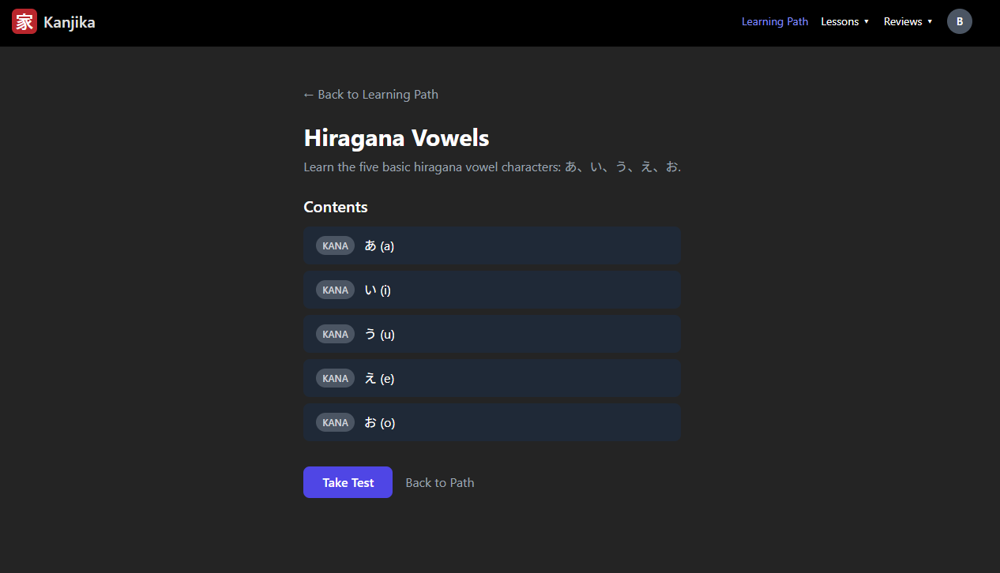 家 Kanjika Learning Path Lessons ▼ Reviews ▼ B
← Back to Learning Path
Hiragana Vowels
Learn the five basic hiragana vowel characters: あ、い、う、え、お.
Contents
KANA あ (a)
KANA い (i)
KANA う (u)
KANA え (e)
KANA お (o)
Take Test Back to Path